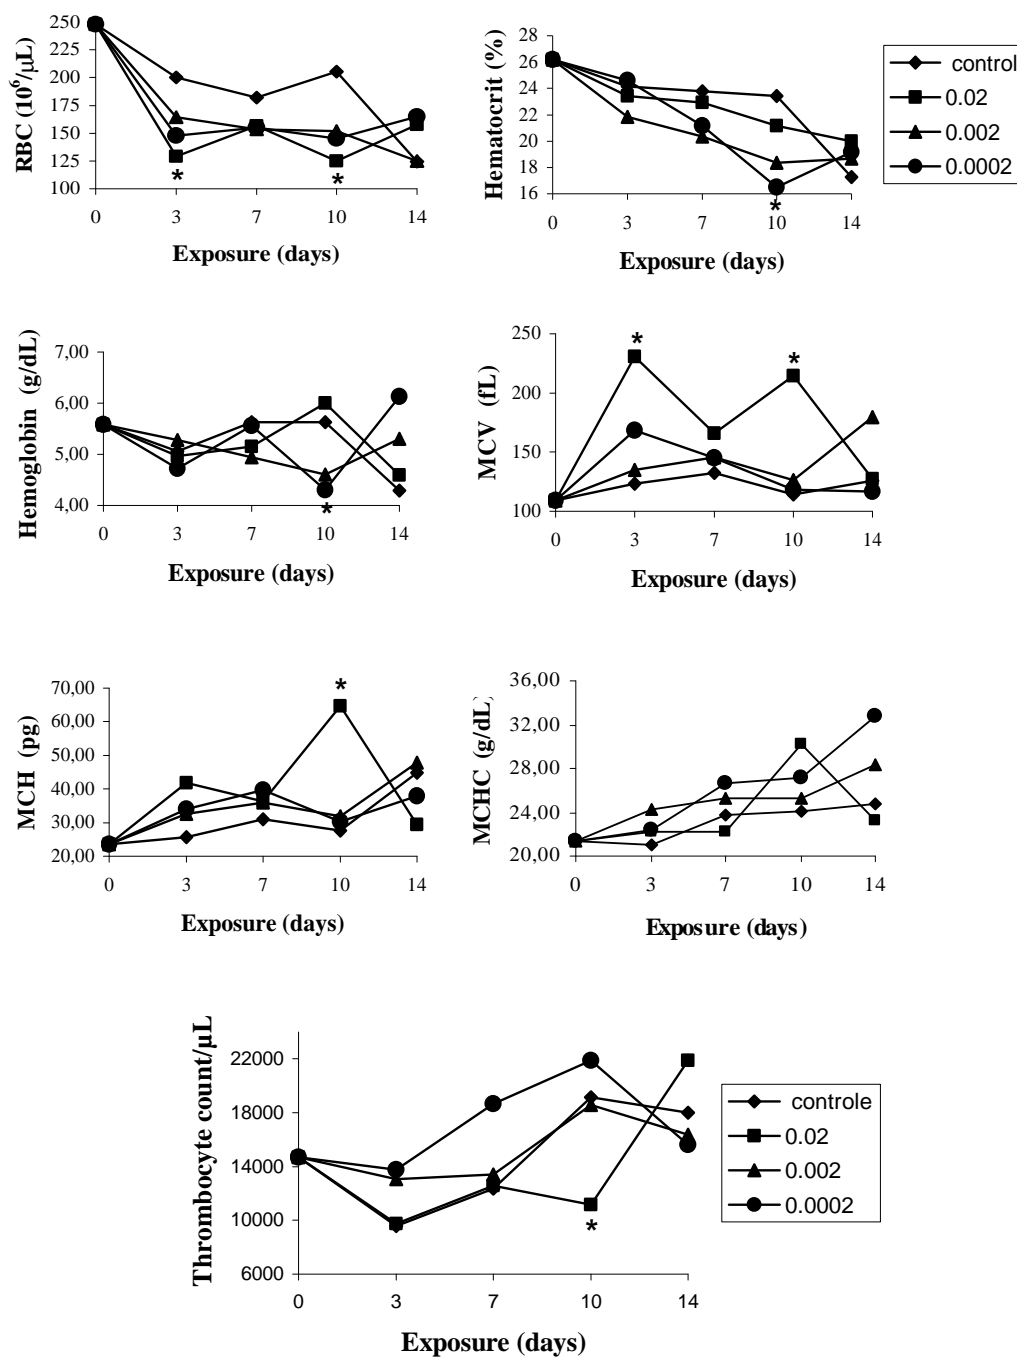 RBC (10⁶/µL)
250
225
200
175
150
125
100
*
*
0 3 7 10 14
Exposure (days)
Hematocrit (%)
28
26
24
22
20
18
16
*
0 3 7 10 14
Exposure (days)
control
0.02
0.002
0.0002
Hemoglobin (g/dL)
7,00
6,00
5,00
4,00
*
0 3 7 10 14
Exposure (days)
MCV (fL)
250
200
150
100
*
*
0 3 7 10 14
Exposure (days)
MCH (pg)
70,00
60,00
50,00
40,00
30,00
20,00
*
0 3 7 10 14
Exposure (days)
MCHC (g/dL)
36,00
32,00
28,00
24,00
20,00
0 3 7 10 14
Exposure (days)
Thrombocyte count/µL
22000
18000
14000
10000
6000
*
0 3 7 10 14
Exposure (days)
controle
0.02
0.002
0.0002